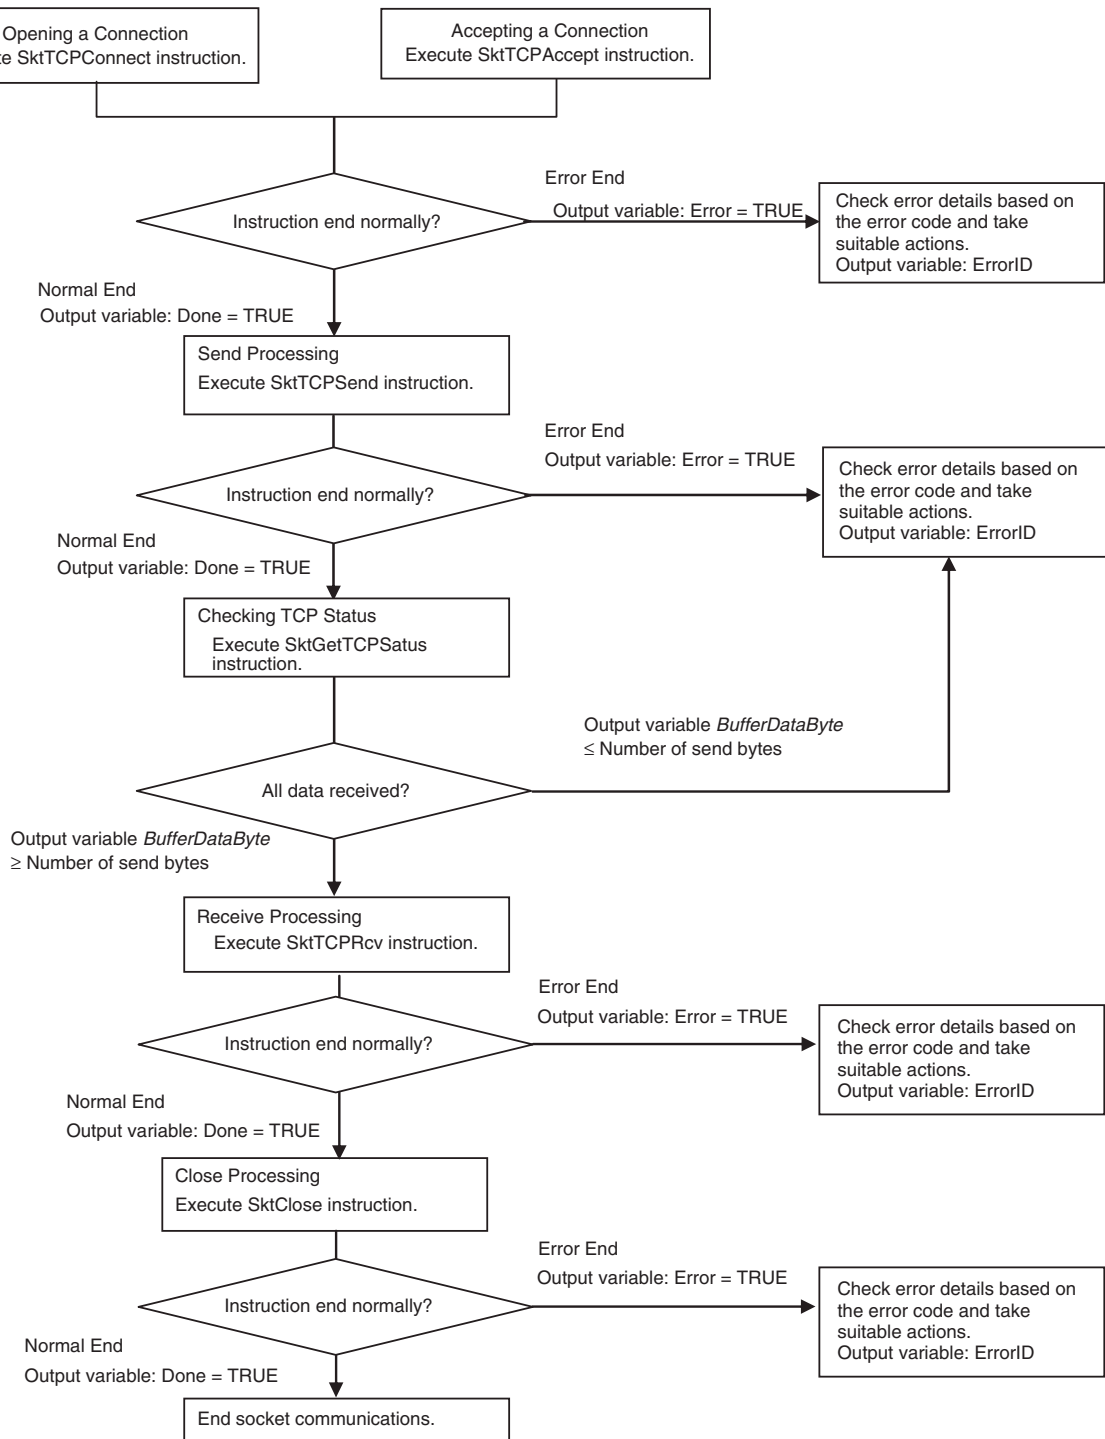 Opening a Connection
SktTCPConnect instruction.
Accepting a Connection
Execute SktTCPAccept instruction.
Instruction end normally?
Error End
Output variable: Error = TRUE
Check error details based on
the error code and take
suitable actions.
Output variable: ErrorID
Normal End
Output variable: Done = TRUE
Send Processing
Execute SktTCPSend instruction.
Instruction end normally?
Error End
Output variable: Error = TRUE
Check error details based on
the error code and take
suitable actions.
Output variable: ErrorID
Normal End
Output variable: Done = TRUE
Checking TCP Status
Execute SktGetTCPSatus
instruction.
Output variable BufferDataByte
≤ Number of send bytes
All data received?
Output variable BufferDataByte
≥ Number of send bytes
Receive Processing
Execute SktTCPRcv instruction.
Instruction end normally?
Error End
Output variable: Error = TRUE
Check error details based on
the error code and take
suitable actions.
Output variable: ErrorID
Normal End
Output variable: Done = TRUE
Close Processing
Execute SktClose instruction.
Instruction end normally?
Error End
Output variable: Error = TRUE
Check error details based on
the error code and take
suitable actions.
Output variable: ErrorID
Normal End
Output variable: Done = TRUE
End socket communications.